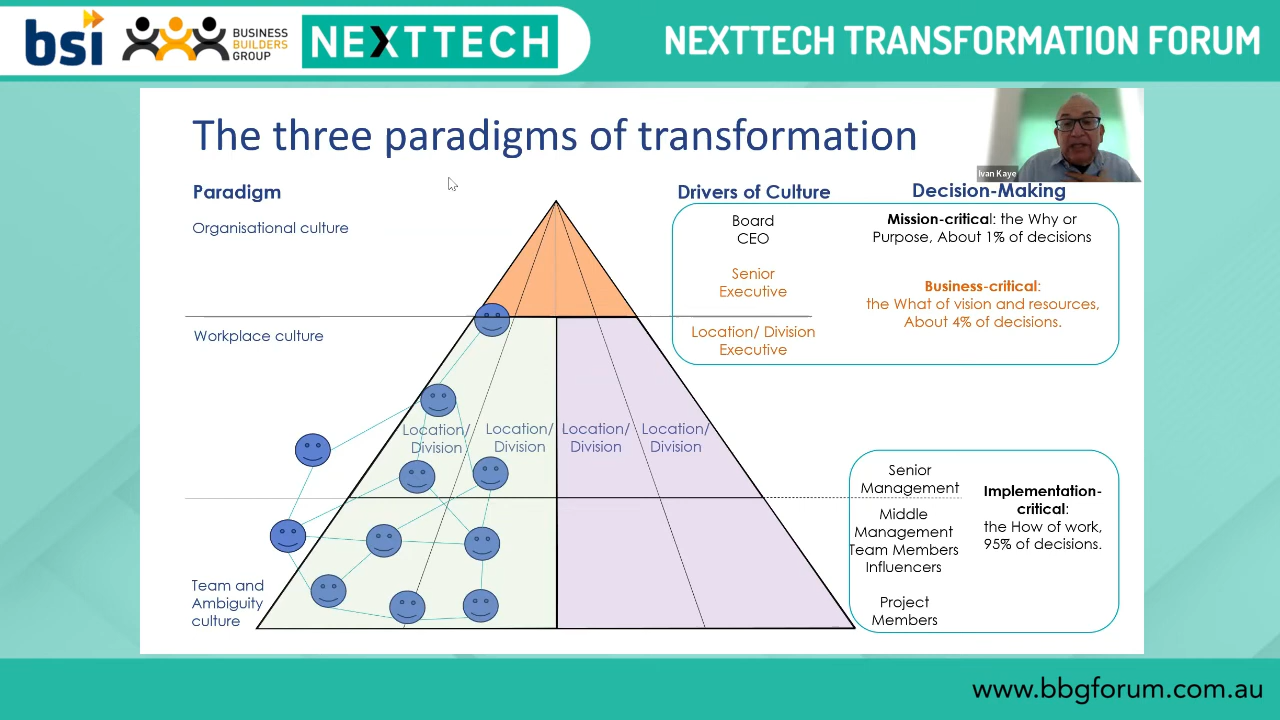 bsi
BUSINESS
BUILDERS
GROUP
NEXTTECH
NEXTTECH TRANSFORMATION FORUM
The three paradigms of transformation
Ivan Kaye
Paradigm
Drivers of Culture
Decision-Making
Organisational culture
Board
CEO
Mission-critical: the Why or
Purpose, About 1% of decisions
Senior
Executive
Business-critical:
the What of vision and resources,
About 4% of decisions.
Workplace culture
Location/ Division
Executive
Location/
Division
Location/
Division
Location/
Division
Location/
Division
Senior
Management
Middle
Management
Team Members
Influencers
Project
Members
Implementation-
critical:
the How of work,
95% of decisions.
Team and
Ambiguity
culture
www.bbgforum.com.au